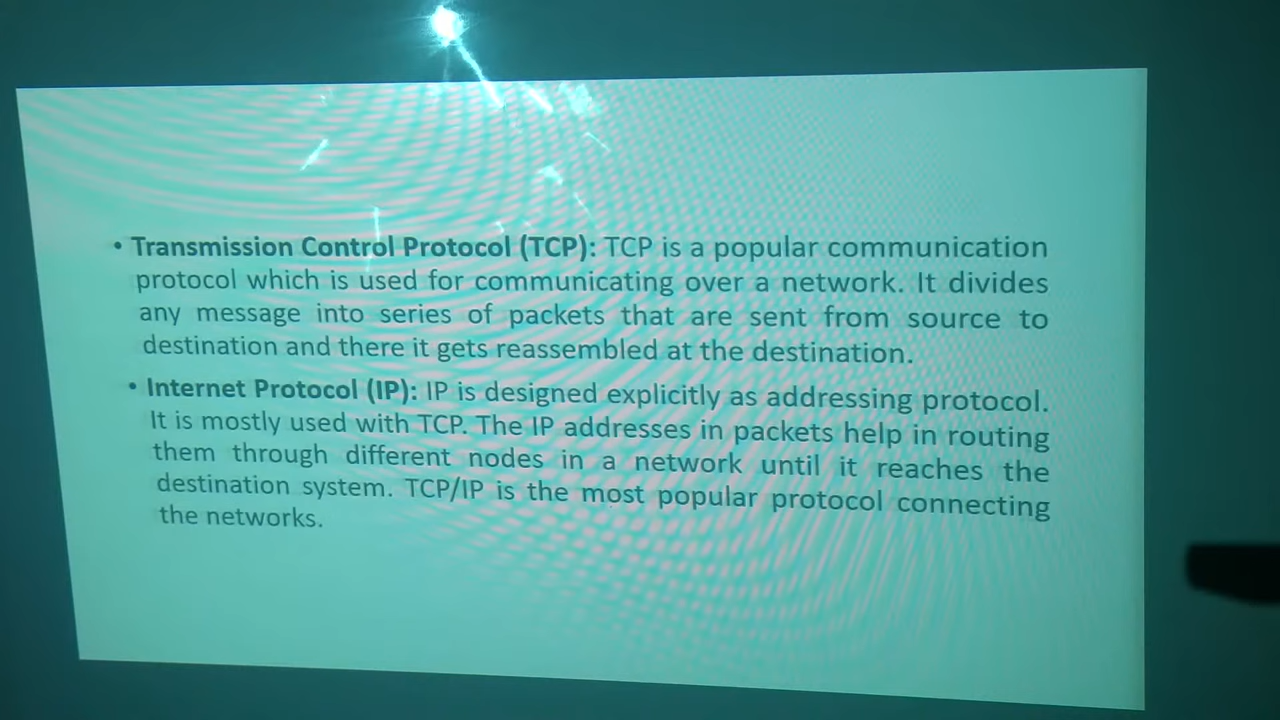 • Transmission Control Protocol (TCP): TCP is a popular communication
protocol which is used for communicating over a network. It divides
any message into series of packets that are sent from source to
destination and there it gets reassembled at the destination.
• Internet Protocol (IP): IP is designed explicitly as addressing protocol.
It is mostly used with TCP. The IP addresses in packets help in routing
them through different nodes in a network until it reaches the
destination system. TCP/IP is the most popular protocol connecting
the networks.